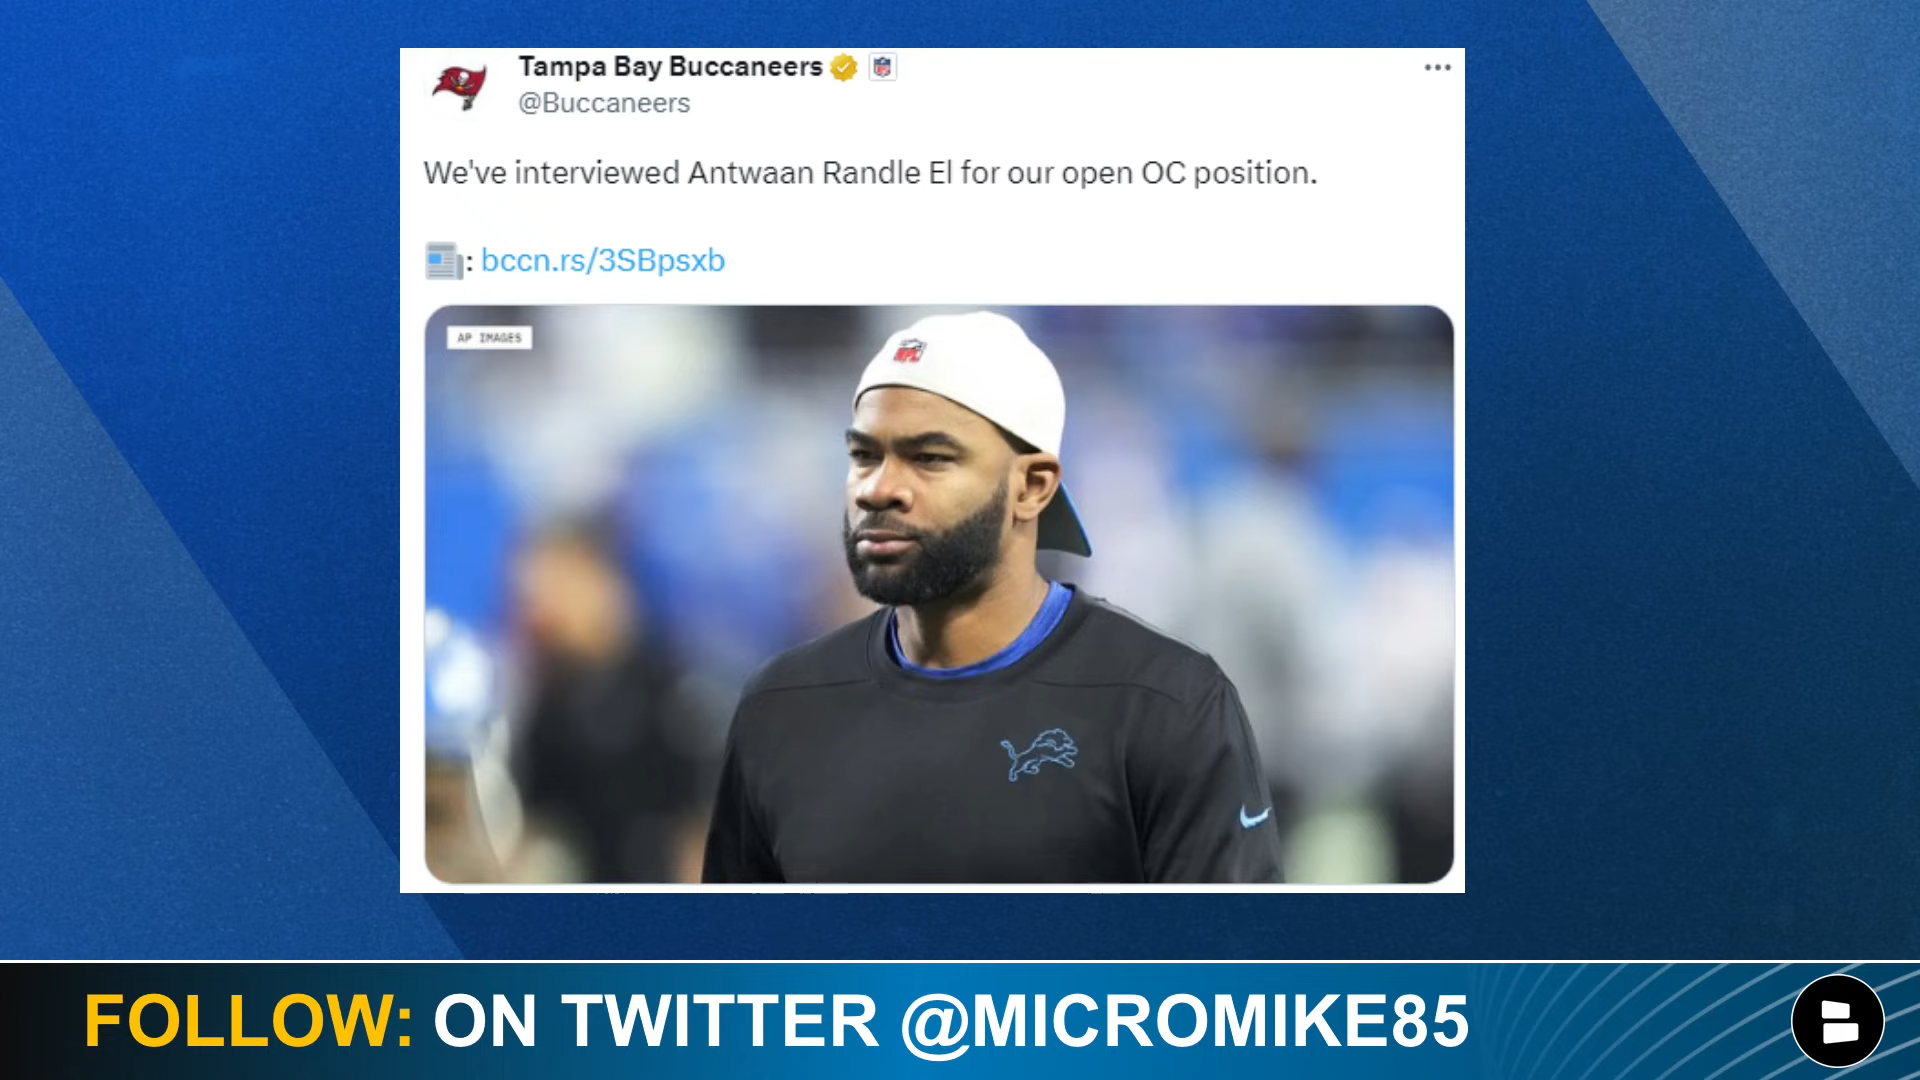 Tampa Bay Buccaneers
@Buccaneers
We've interviewed Antwaan Randle El for our open OC position.
: bccn.rs/3SBpsxb
AP IMAGES
FOLLOW: ON TWITTER @MICROMIKE85